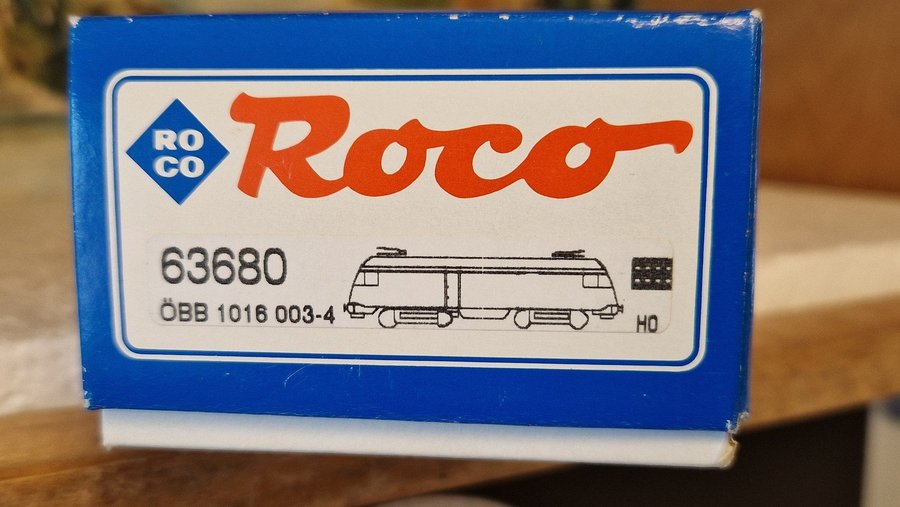 RO
CO
Roco
63680
ÖBB 1016 003-4
H0